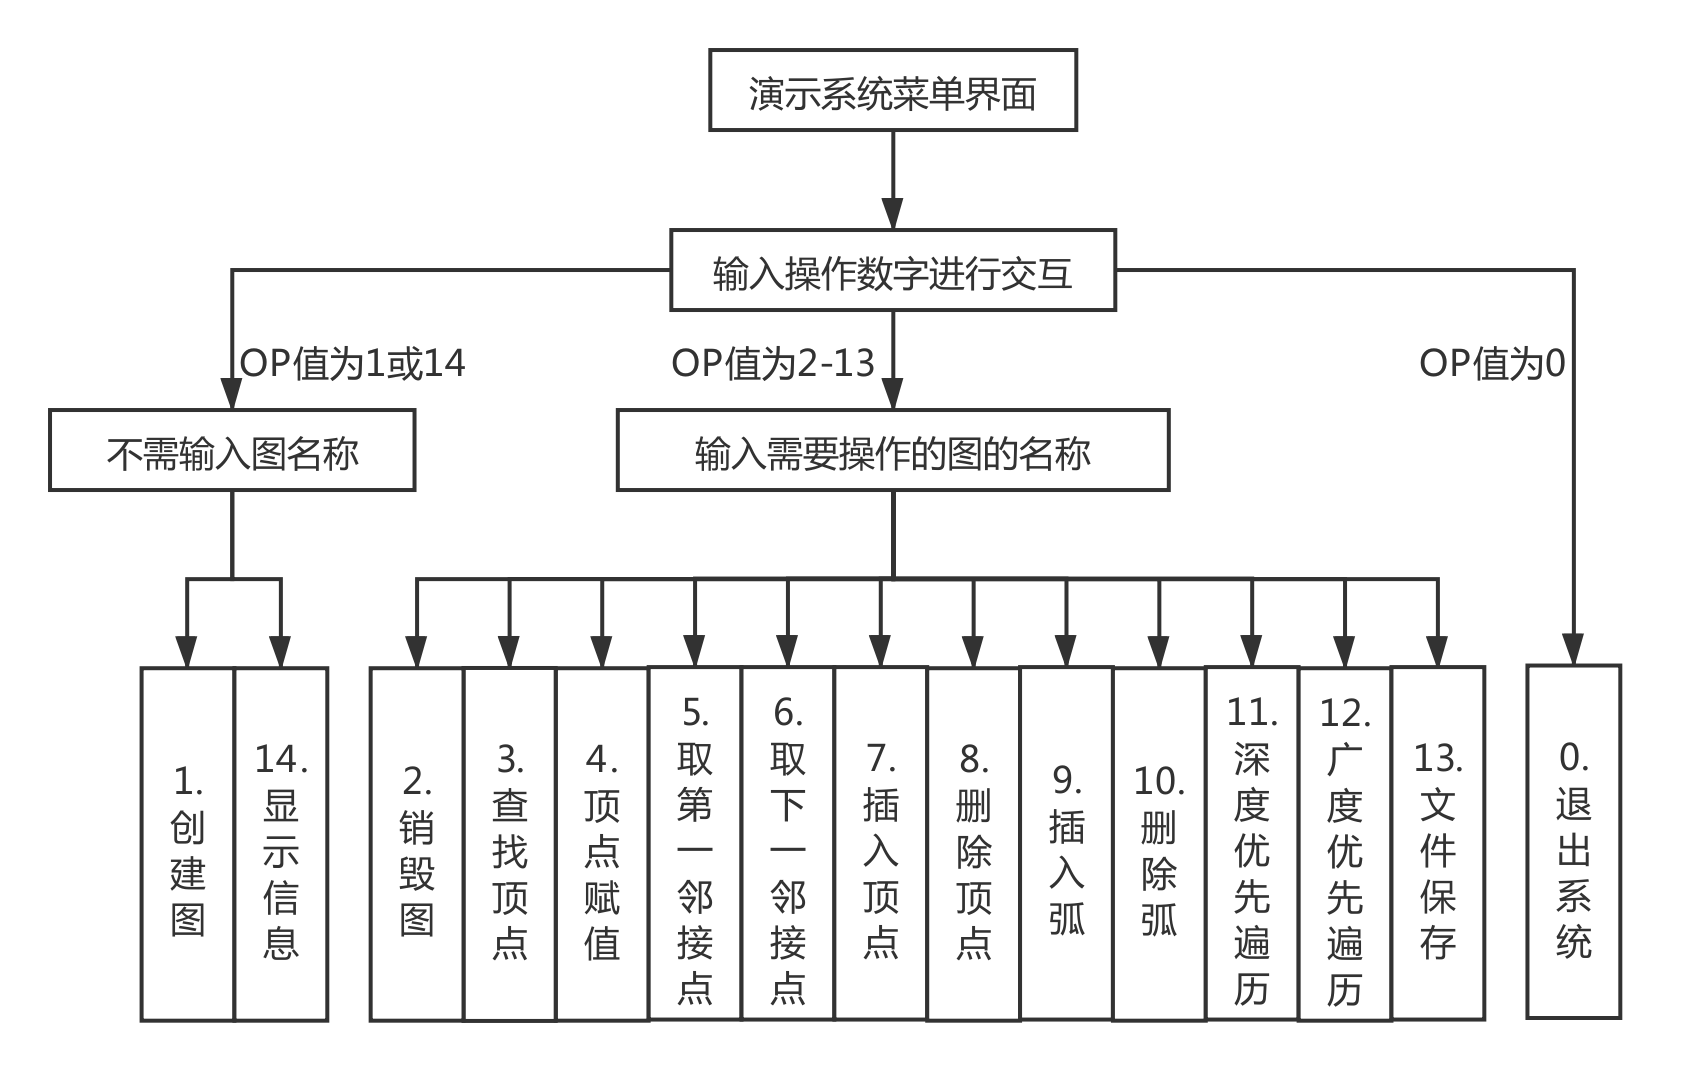 演示系统菜单界面
输入操作数字进行交互
OP值为1或14
OP值为2-13
OP值为0
不需输入图名称
输入需要操作的图的名称
1.
创
建
图
14.
显
示
信
息
2.
销
毁
图
3.
查
找
顶
点
4.
顶
点
赋
值
5.
取
第
一
邻
接
点
6.
取
下
一
邻
接
点
7.
插
入
顶
点
8.
删
除
顶
点
9.
插
入
弧
10.
删
除
弧
11.
深
度
优
先
遍
历
12.
广
度
优
先
遍
历
13.
文
件
保
存
0.
退
出
系
统